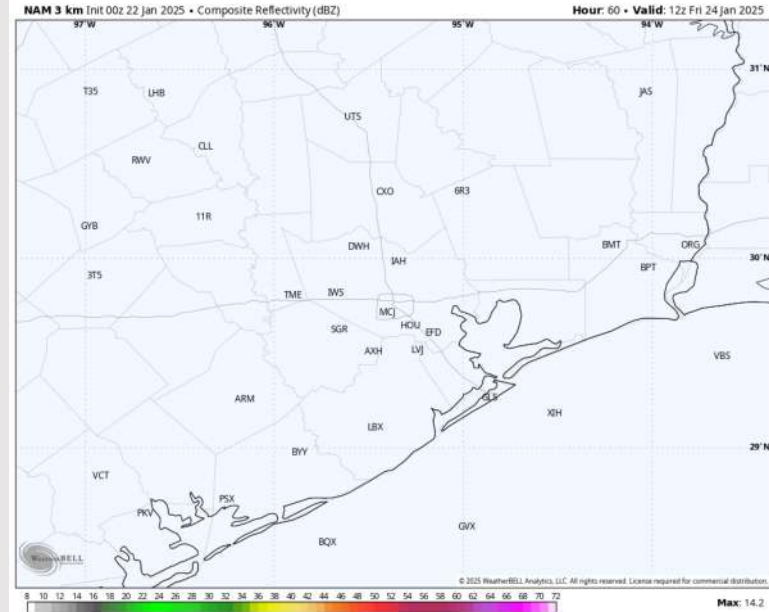 NAM 3 km Init 00z 22 Jan 2025 • Composite Reflectivity (dBZ) Hour: 60 • Valid: 12z Fri 24 Jan 2025
97°W 96°W 95°W 94°W
31°N
T35 LHB JAS
UTS
CLL
RWV
CXO 6R3
11R
GYB
DWH BMT ORG
30°N
IAH
BPT
3T5
TME IWS
MCJ
SGR HOU EFD
AXH LVJ
VBS
ARM GLS
XIH
LBX
29°N
BYY
VCT
PSX
PKV
GVX
BQX
WeatherBELL
© 2025 WeatherBELL Analytics, LLC. All rights reserved. License required for commercial distribution.
8 10 12 14 16 18 20 22 24 26 28 30 32 34 36 38 40 42 44 46 48 50 52 54 56 58 60 62 64 66 68 70 72
Max: 14.2